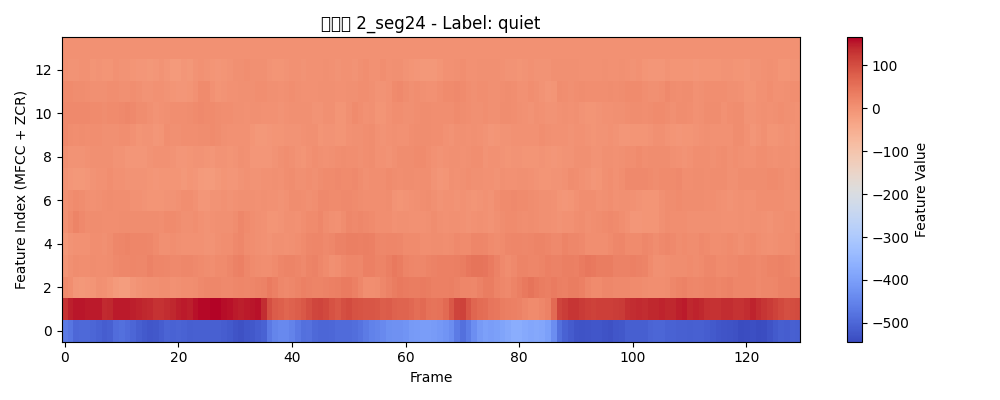 2_seg24 - Label: quiet
Feature Index (MFCC + ZCR)
12
10
8
6
4
2
0
0 20 40 60 80 100 120
Frame
100
0
−100
−200
−300
−400
−500
Feature Value